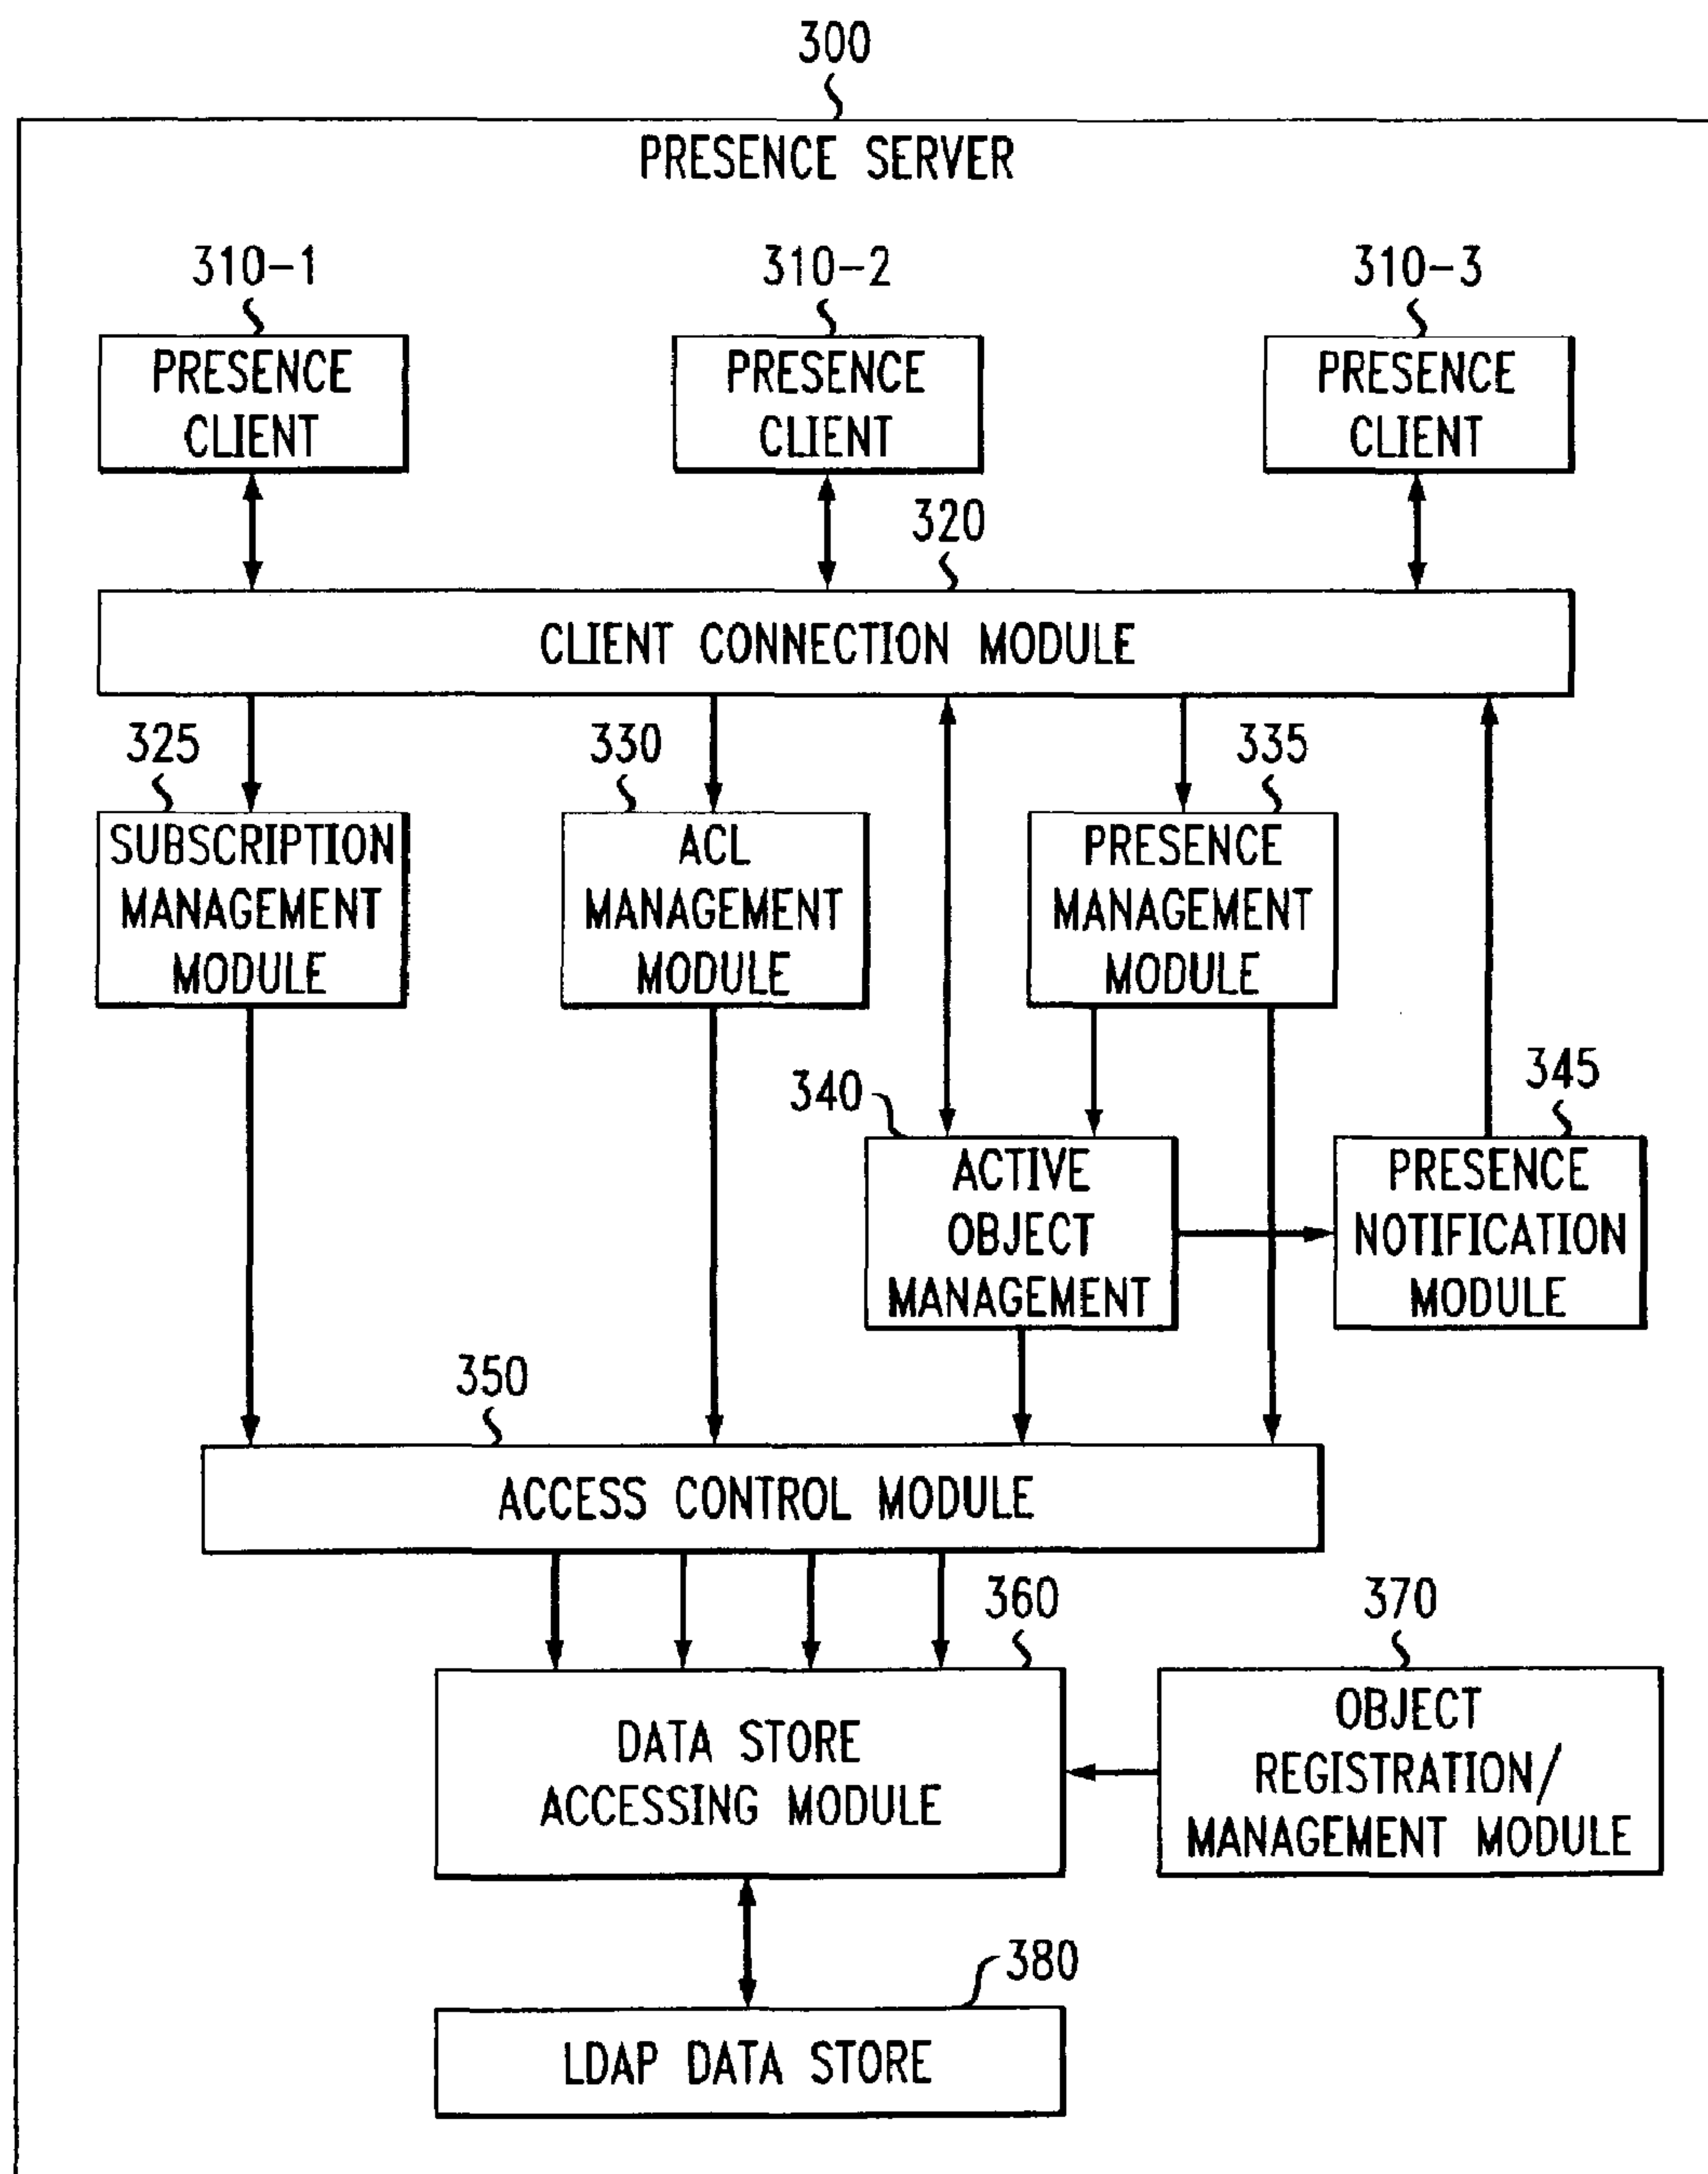 300
PRESENCE SERVER
310-1
310-2
310-3
PRESENCE
CLIENT
PRESENCE
CLIENT
PRESENCE
CLIENT
320
CLIENT CONNECTION MODULE
325
330
335
SUBSCRIPTION
MANAGEMENT
MODULE
ACL
MANAGEMENT
MODULE
PRESENCE
MANAGEMENT
MODULE
340
345
ACTIVE
OBJECT
MANAGEMENT
PRESENCE
NOTIFICATION
MODULE
350
ACCESS CONTROL MODULE
360
370
DATA STORE
ACCESSING MODULE
OBJECT
REGISTRATION/
MANAGEMENT MODULE
380
LDAP DATA STORE